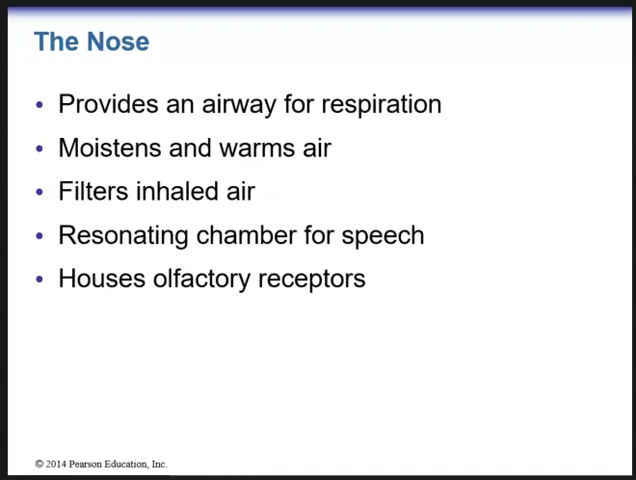 The Nose
• Provides an airway for respiration
• Moistens and warms air
• Filters inhaled air
• Resonating chamber for speech
• Houses olfactory receptors
© 2014 Pearson Education, Inc.